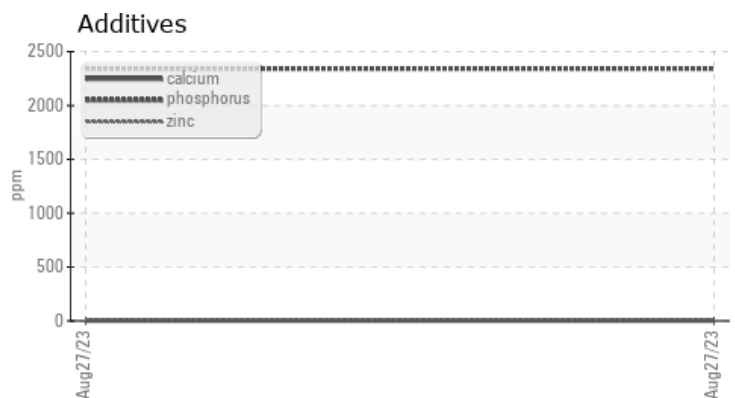 Additives
2500
2000
1500
1000
500
0
ppm
calcium
phosphorus
zinc
Aug27/23
Aug27/23